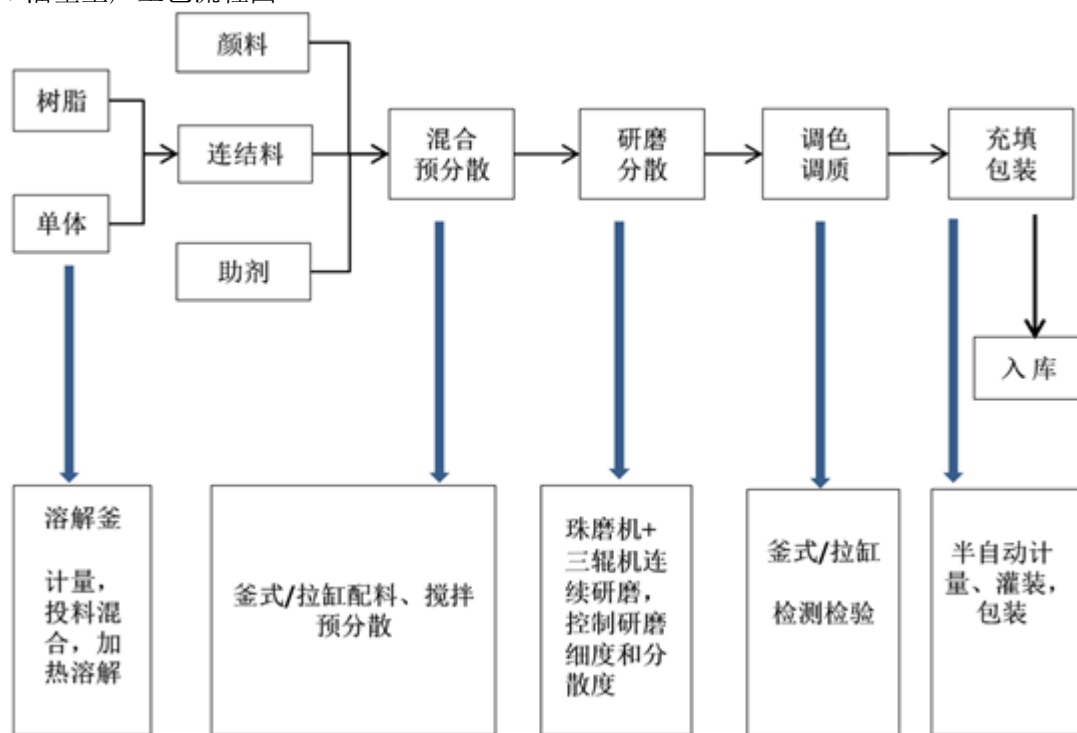 颜料
树脂
连结料
混合
预分散
研磨
分散
调色
调质
充填
包装
单体
助剂
入库
溶解釜
计量，
投料混
合，加
热溶解
釜式/拉缸配料、搅拌
预分散
珠磨机+
三辊机连
续研磨，
控制研磨
细度和分
散度
釜式/拉缸
检测检验
半自动计
量、灌装，
包装